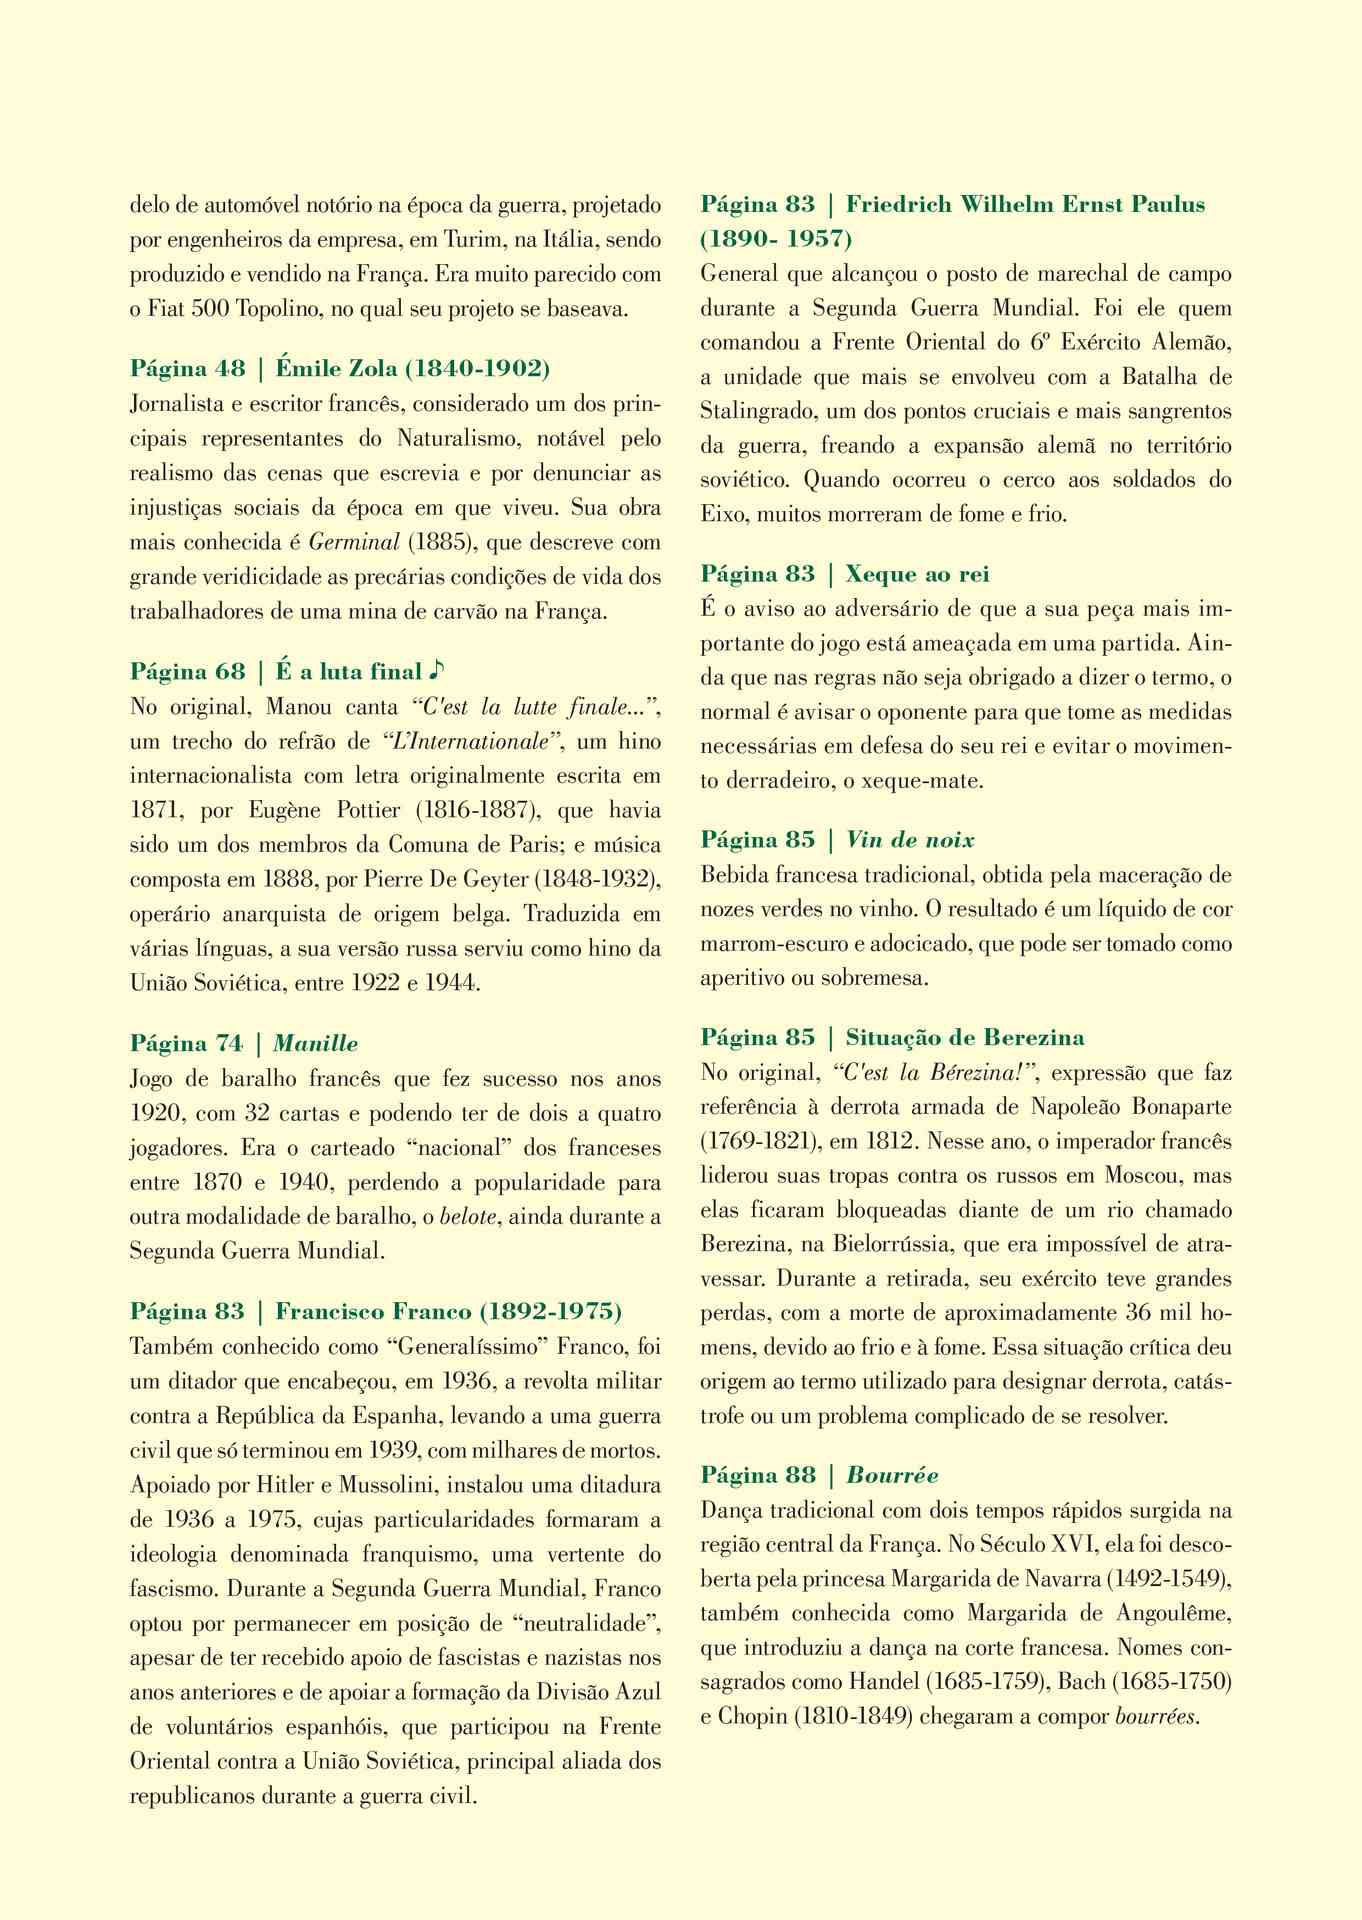 delo de automóvel notório na época da guerra, projetado
por engenheiros da empresa, em Turim, na Itália, sendo
produzido e vendido na França. Era muito parecido com
o Fiat 500 Topolino, no qual seu projeto se baseava.
Página 48 | Émile Zola (1840-1902)
Jornalista e escritor francês, considerado um dos prin-
cipais representantes do Naturalismo, notável pelo
realismo das cenas que escrevia e por denunciar as
injustiças sociais da época em que viveu. Sua obra
mais conhecida é Germinal (1885), que descreve com
grande veridicidade as precárias condições de vida dos
trabalhadores de uma mina de carvão na França.
Página 68 | É a luta final ♪
No original, Manou canta “C'est la lutte finale...”,
um trecho do refrão de “L’Internationale”, um hino
internacionalista com letra originalmente escrita em
1871, por Eugène Pottier (1816-1887), que havia
sido um dos membros da Comuna de Paris; e música
composta em 1888, por Pierre De Geyter (1848-1932),
operário anarquista de origem belga. Traduzida em
várias línguas, a sua versão russa serviu como hino da
União Soviética, entre 1922 e 1944.
Página 74 | Manille
Jogo de baralho francês que fez sucesso nos anos
1920, com 32 cartas e podendo ter de dois a quatro
jogadores. Era o carteado “nacional” dos franceses
entre 1870 e 1940, perdendo a popularidade para
outra modalidade de baralho, o belote, ainda durante a
Segunda Guerra Mundial.
Página 83 | Francisco Franco (1892-1975)
Também conhecido como “Generalíssimo” Franco, foi
um ditador que encabeçou, em 1936, a revolta militar
contra a República da Espanha, levando a uma guerra
civil que só terminou em 1939, com milhares de mortos.
Apoiado por Hitler e Mussolini, instalou uma ditadura
de 1936 a 1975, cujas particularidades formaram a
ideologia denominada franquismo, uma vertente do
fascismo. Durante a Segunda Guerra Mundial, Franco
optou por permanecer em posição de “neutralidade”,
apesar de ter recebido apoio de fascistas e nazistas nos
anos anteriores e de apoiar a formação da Divisão Azul
de voluntários espanhóis, que participou na Frente
Oriental contra a União Soviética, principal aliada dos
republicanos durante a guerra civil.
Página 83 | Friedrich Wilhelm Ernst Paulus
(1890- 1957)
General que alcançou o posto de marechal de campo
durante a Segunda Guerra Mundial. Foi ele quem
comandou a Frente Oriental do 6º Exército Alemão,
a unidade que mais se envolveu com a Batalha de
Stalingrado, um dos pontos cruciais e mais sangrentos
da guerra, freando a expansão alemã no território
soviético. Quando ocorreu o cerco aos soldados do
Eixo, muitos morreram de fome e frio.
Página 83 | Xeque ao rei
É o aviso ao adversário de que a sua peça mais im-
portante do jogo está ameaçada em uma partida. Ain-
da que nas regras não seja obrigado a dizer o termo, o
normal é avisar o oponente para que tome as medidas
necessárias em defesa do seu rei e evitar o movimen-
to derradeiro, o xeque-mate.
Página 85 | Vin de noix
Bebida francesa tradicional, obtida pela maceração de
nozes verdes no vinho. O resultado é um líquido de cor
marrom-escuro e adocicado, que pode ser tomado como
aperitivo ou sobremesa.
Página 85 | Situação de Berezina
No original, “C'est la Bérezina!”, expressão que faz
referência à derrota armada de Napoleão Bonaparte
(1769-1821), em 1812. Nesse ano, o imperador francês
liderou suas tropas contra os russos em Moscou, mas
elas ficaram bloqueadas diante de um rio chamado
Berezina, na Bielorrússia, que era impossível de atra-
vessar. Durante a retirada, seu exército teve grandes
perdas, com a morte de aproximadamente 36 mil ho-
mens, devido ao frio e à fome. Essa situação crítica deu
origem ao termo utilizado para designar derrota, catás-
trofe ou um problema complicado de se resolver.
Página 88 | Bourrée
Dança tradicional com dois tempos rápidos surgida na
região central da França. No Século XVI, ela foi desco-
berta pela princesa Margarida de Navarra (1492-1549),
também conhecida como Margarida de Angoulême,
que introduziu a dança na corte francesa. Nomes con-
sagrados como Handel (1685-1759), Bach (1685-1750)
e Chopin (1810-1849) chegaram a compor bourrées.